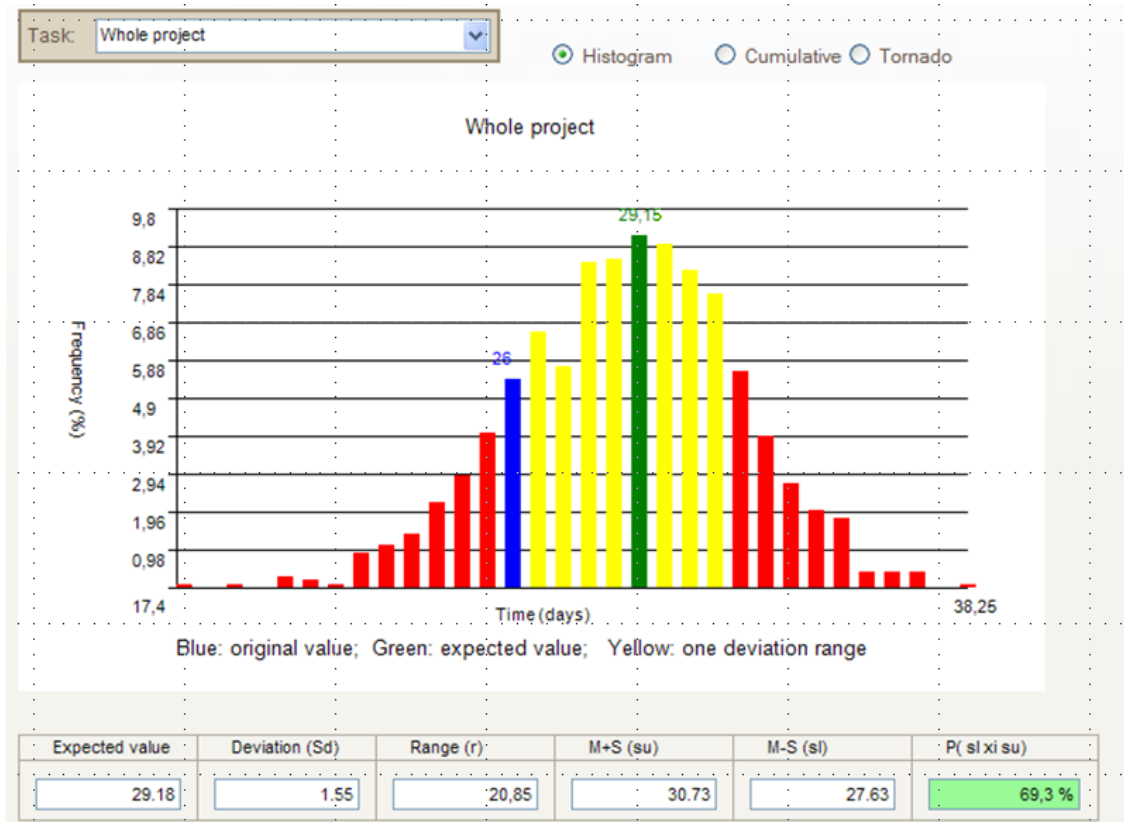 Task: Whole project
Histogram Cumulative Tornado
Whole project
29,15
9,8
8,82
7,84
6,86
26
5,88
4,9
3,92
2,94
1,96
0,98
Frequency (%)
17,4 38,25
Time (days)
Blue: original value; Green: expected value; Yellow: one deviation range
Expected value Deviation (Sd) Range (r) M+S (su) M-S (sl) P( sl xi su)
29.18 1.55 20,85 30.73 27.63 69,3 %